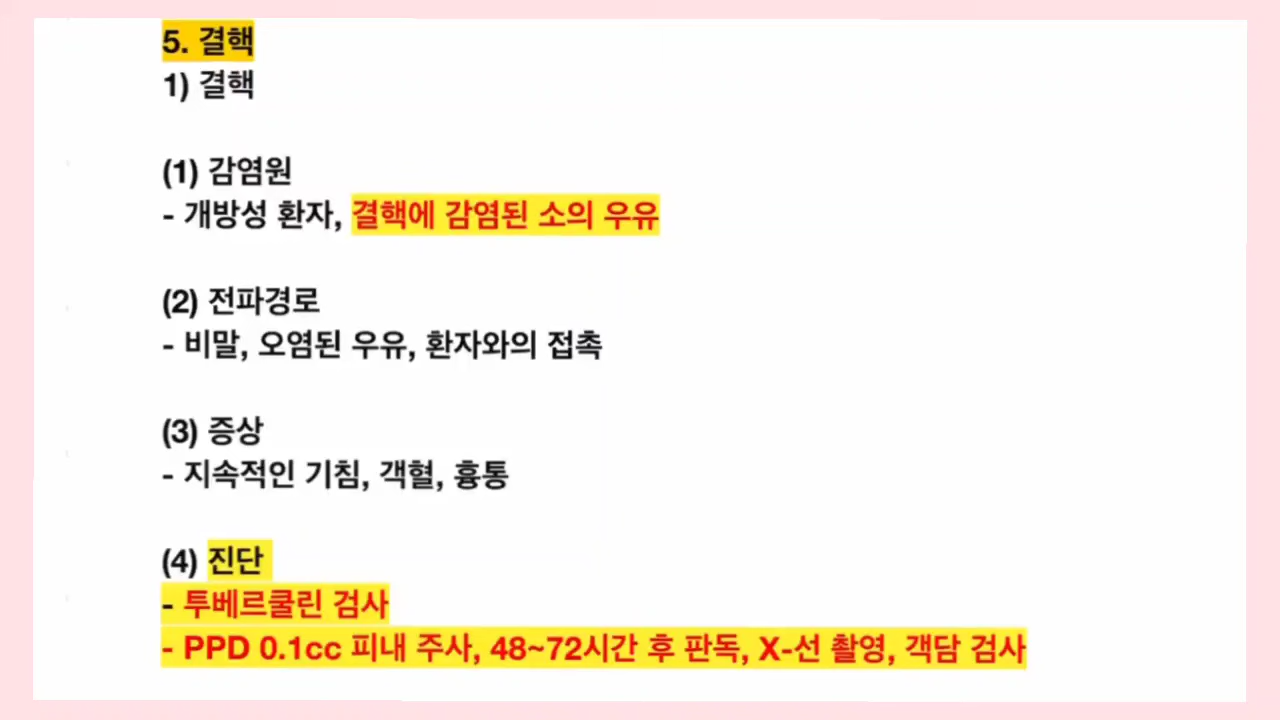 5. 결핵
1) 결핵
(1) 감염원
- 개방성 환자, 결핵에 감염된 소의 우유
(2) 전파경로
- 비말, 오염된 우유, 환자와의 접촉
(3) 증상
- 지속적인 기침, 객혈, 흉통
(4) 진단
- 투베르쿨린 검사
- PPD 0.1cc 피내 주사, 48~72시간 후 판독, X-선 촬영, 객담 검사